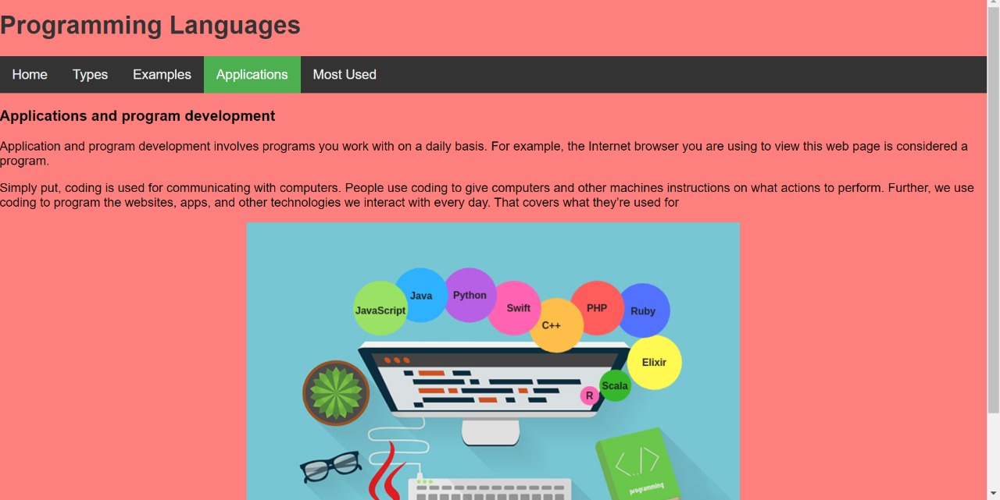 Programming Languages
Home Types Examples Applications Most Used
Applications and program development
Application and program development involves programs you work with on a daily basis. For example, the Internet browser you are using to view this web page is considered a
program.
Simply put, coding is used for communicating with computers. People use coding to give computers and other machines instructions on what actions to perform. Further, we use
coding to program the websites, apps, and other technologies we interact with every day. That covers what they’re used for
JavaScript
Java
Python
Swift
C++
PHP
Ruby
Elixir
Scala
R
</>
programming